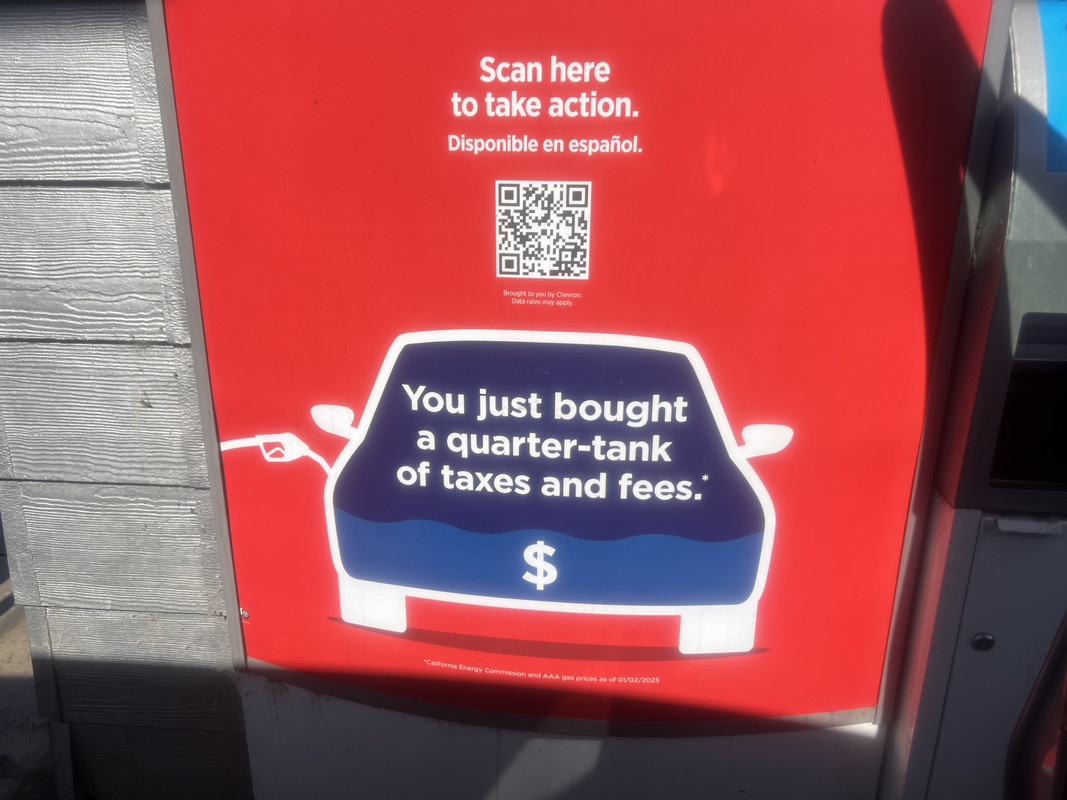 Scan here
to take action.
Disponible en español.
Brought to you by Chevron.
Data rates may apply.
You just bought
a quarter-tank
of taxes and fees.*
$
*California Energy Commission and AAA gas prices as of 01/02/2025